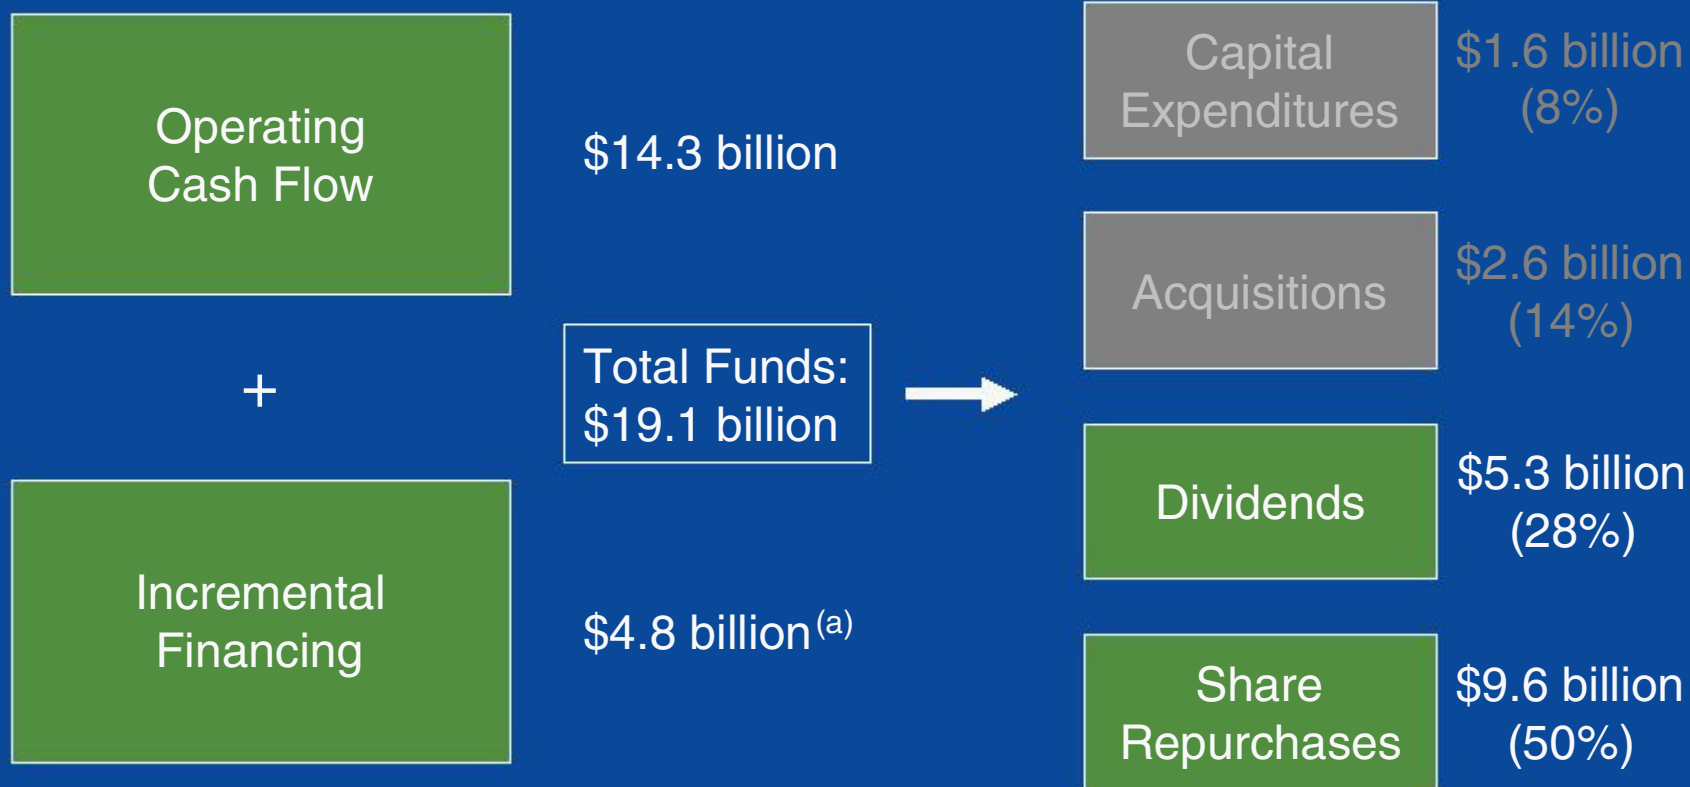 Operating
Cash Flow
$14.3 billion
+
Total Funds:
$19.1 billion
Incremental
Financing
$4.8 billion(a)
Capital
Expenditures
$1.6 billion
(8%)
Acquisitions
$2.6 billion
(14%)
Dividends
$5.3 billion
(28%)
Share
Repurchases
$9.6 billion
(50%)